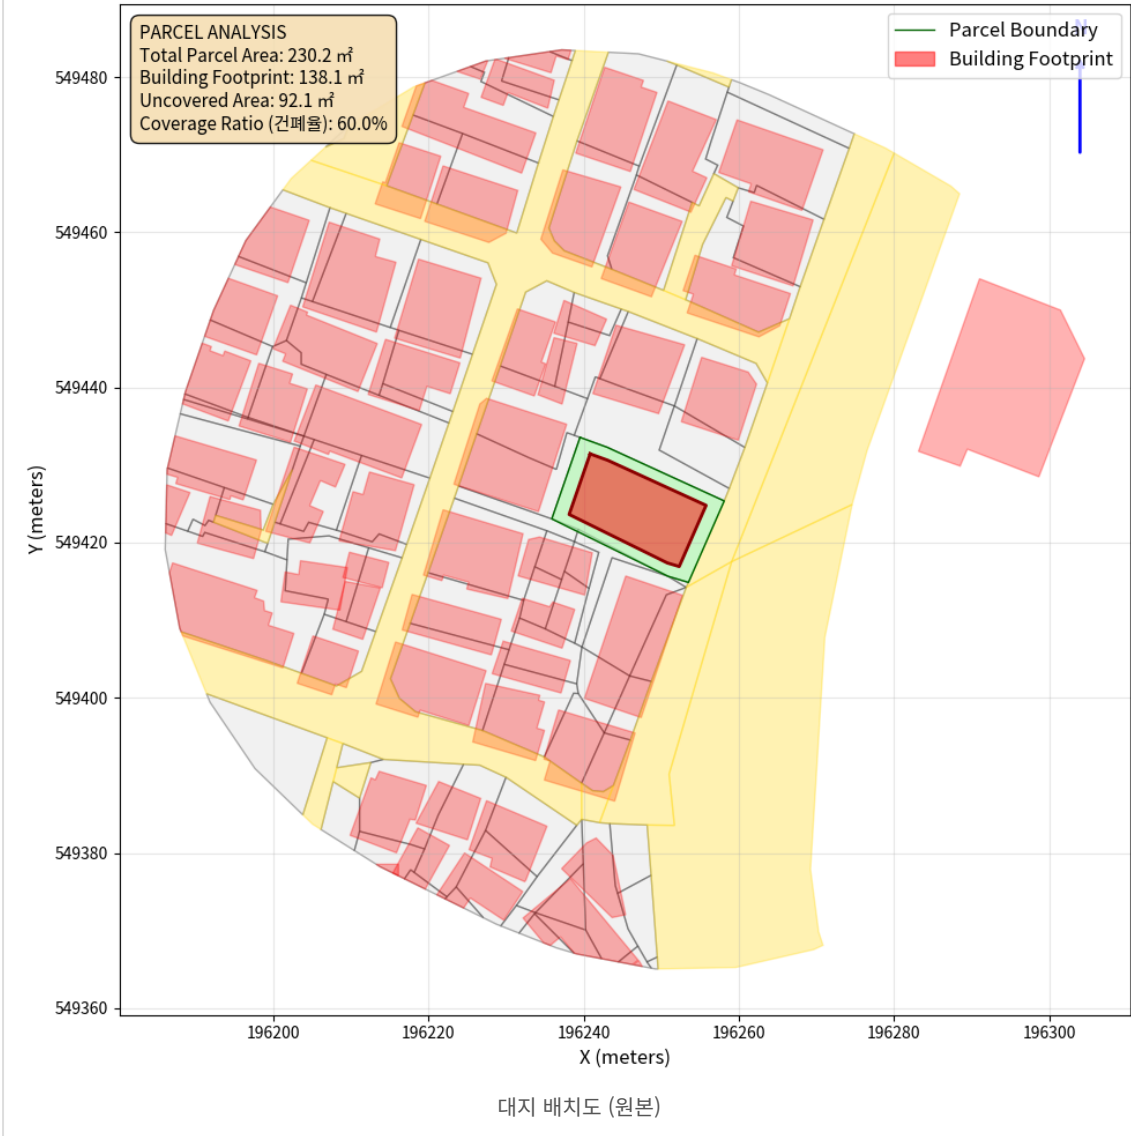 PARCEL ANALYSIS
Total Parcel Area: 230.2 ㎡
Building Footprint: 138.1 ㎡
Uncovered Area: 92.1 ㎡
Coverage Ratio (건폐율): 60.0%
N
Parcel Boundary
Building Footprint
549480
549460
549440
549420
549400
549380
549360
Y (meters)
196200 196220 196240 196260 196280 196300
X (meters)
대지 배치도 (원본)